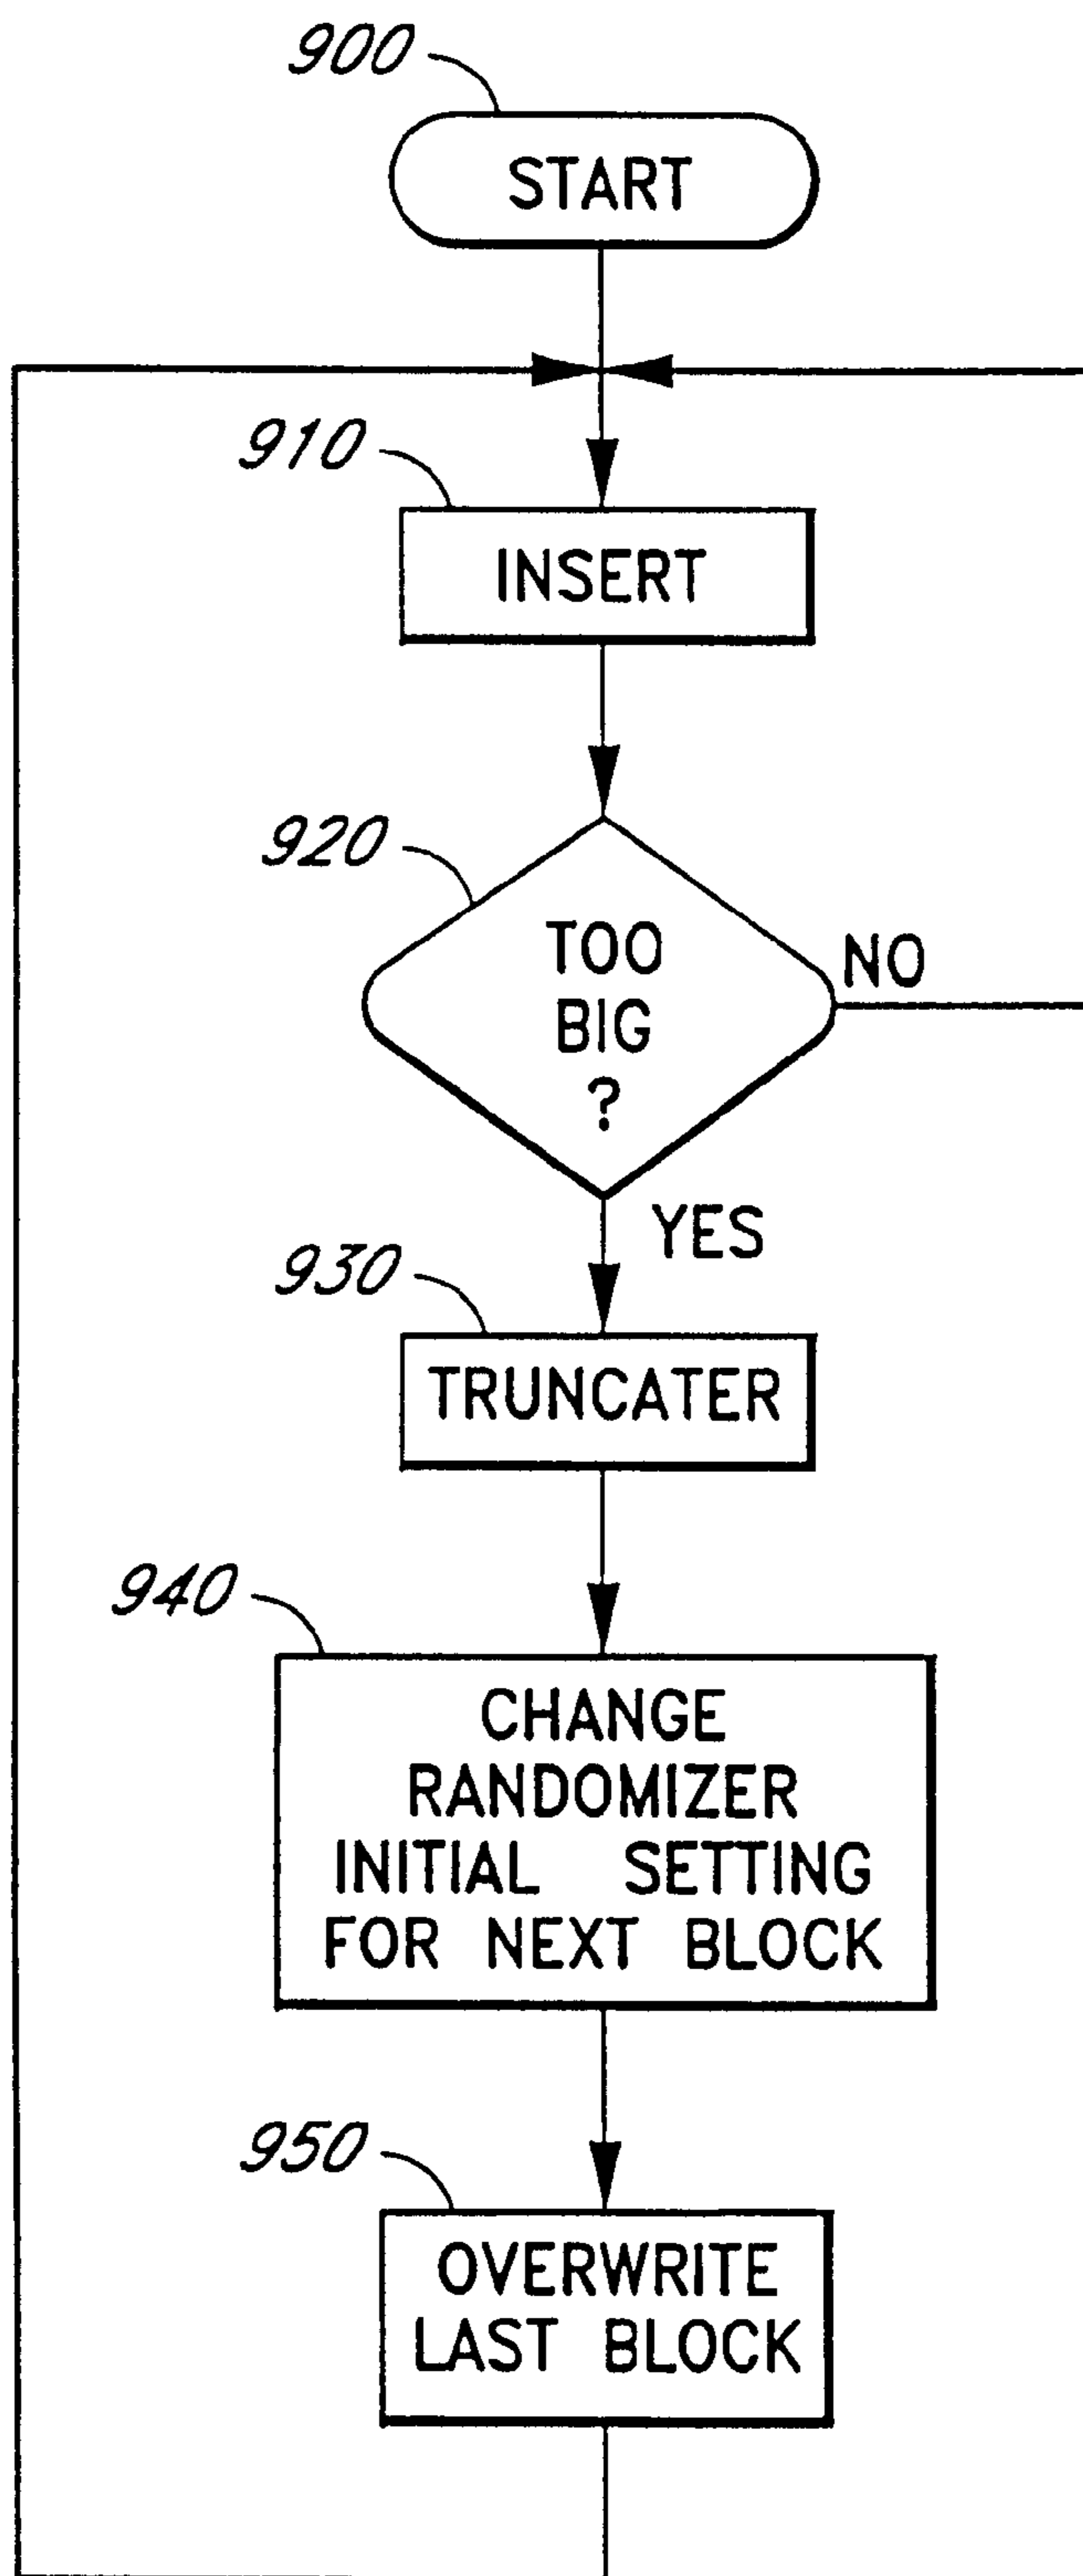 900
START
910
INSERT
920
TOO
BIG
?
NO
YES
930
TRUNCATER
940
CHANGE
RANDOMIZER
INITIAL SETTING
FOR NEXT BLOCK
950
OVERWRITE
LAST BLOCK